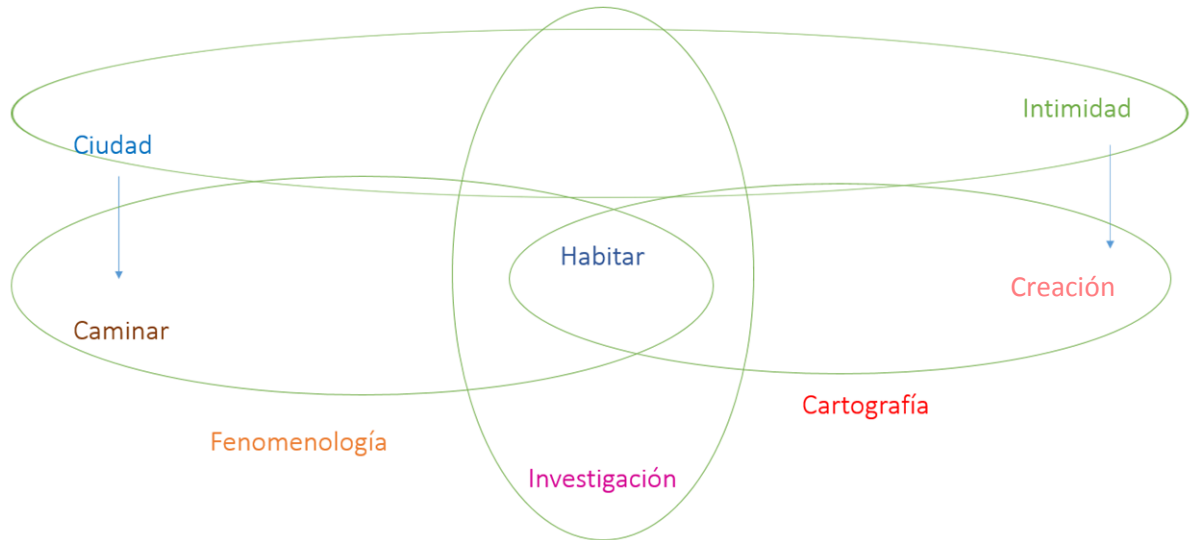 Intimidad
Ciudad
Habitar
Creación
Caminar
Cartografía
Fenomenología
Investigación